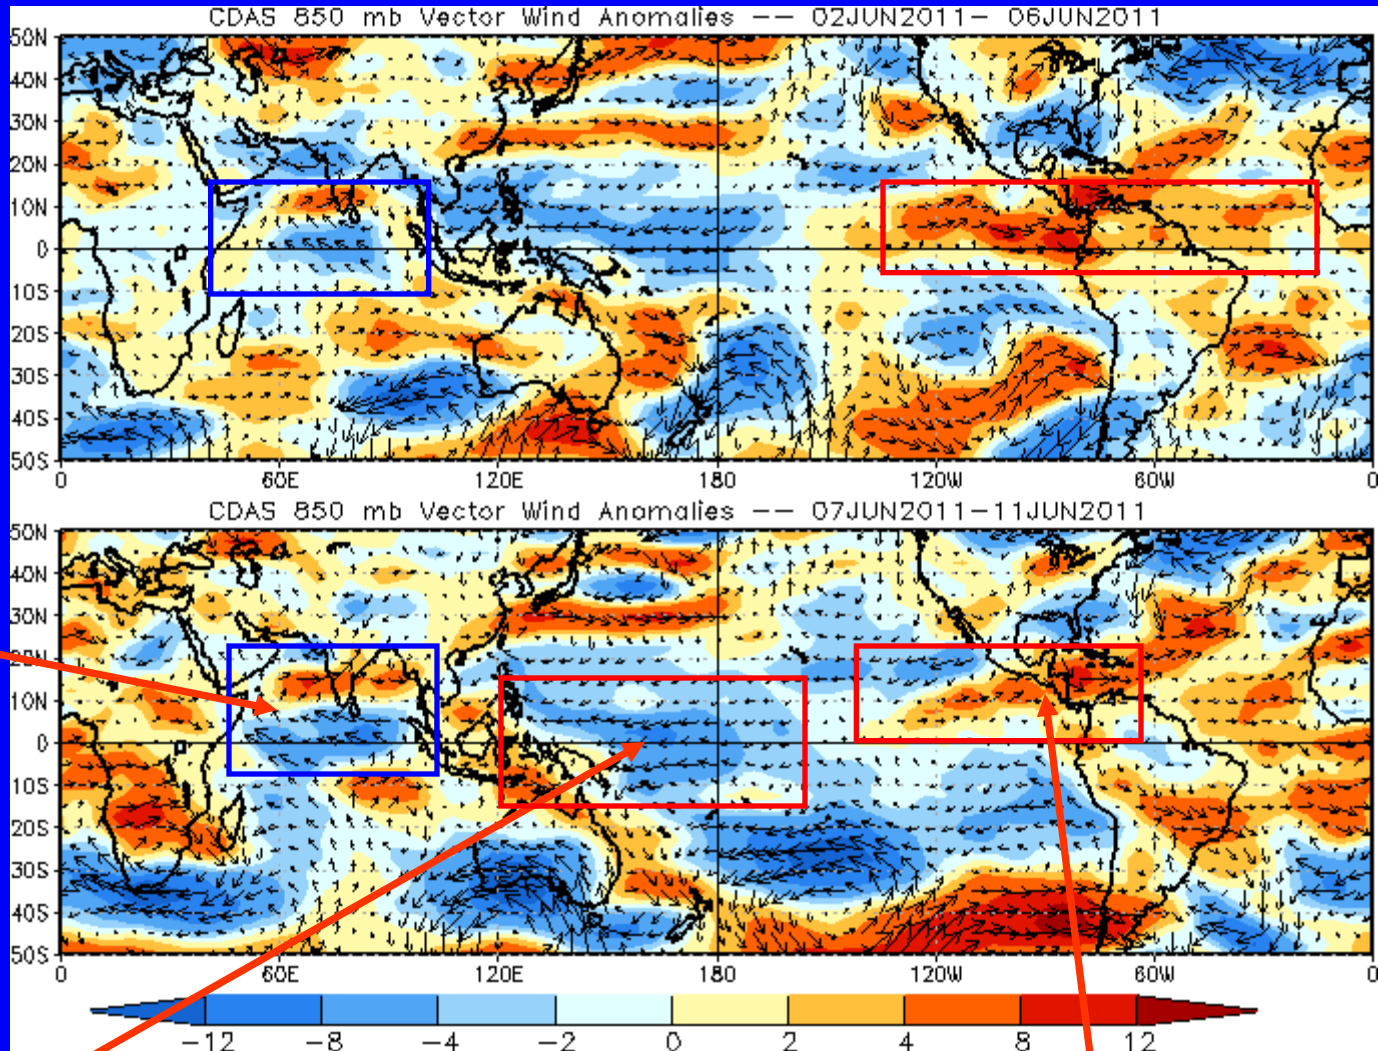 CDAS 850 mb Vector Wind Anomalies -- 02JUN2011- 06JUN2011
50N
40N
30N
20N
10N
0
10S
20S
30S
40S
50S
0 60E 120E 180 120W 60W 0
CDAS 850 mb Vector Wind Anomalies -- 07JUN2011-11JUN2011
50N
40N
30N
20N
10N
0
10S
20S
30S
40S
50S
0 60E 120E 180 120W 60W 0
-12 -8 -4 -2 0 2 4 8 12